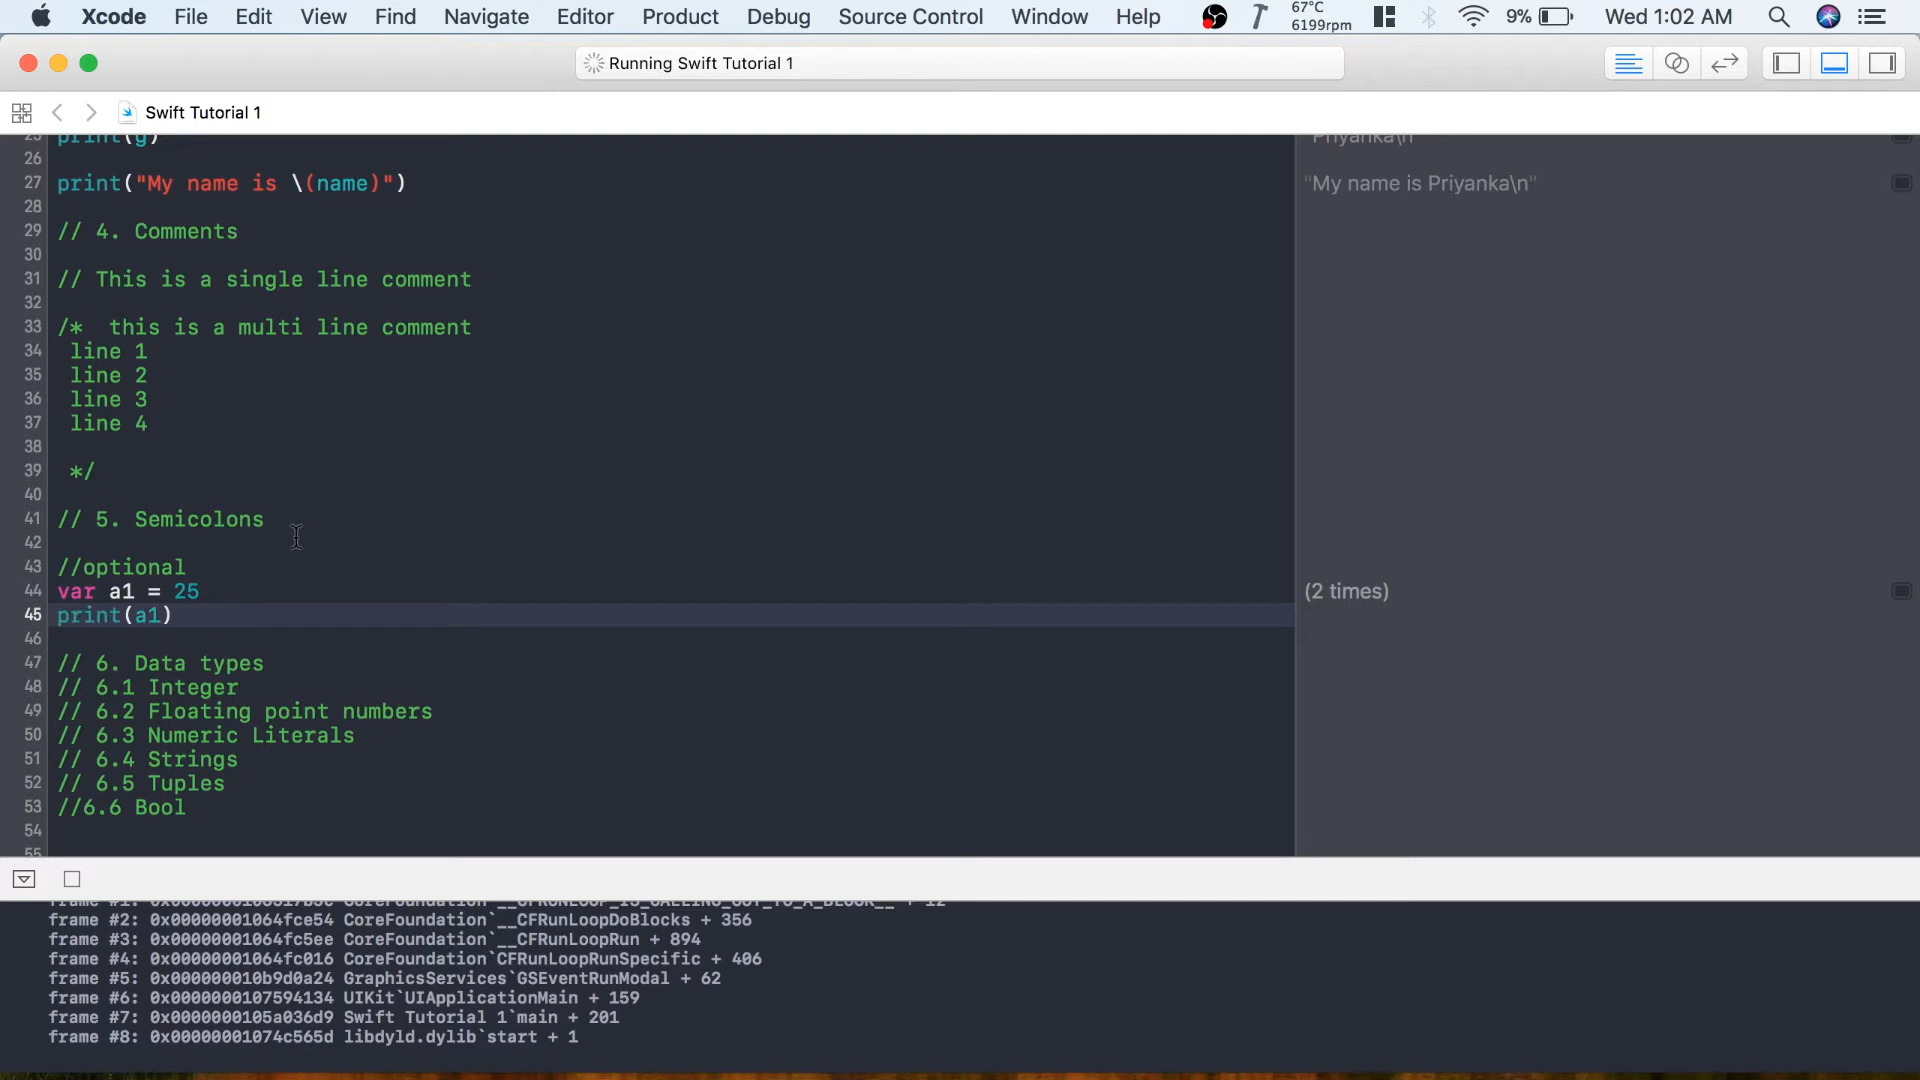 Xcode File Edit View Find Navigate Editor Product Debug Source Control Window Help 67°C 6199rpm 9% Wed 1:02 AM
Running Swift Tutorial 1
Swift Tutorial 1
25 print(g) "Priyanka\n"
26
27 print("My name is \(name)") "My name is Priyanka\n"
28
29 // 4. Comments
30
31 // This is a single line comment
32
33 /*  this is a multi line comment
34 line 1
35 line 2
36 line 3
37 line 4
38
39 */
40
41 // 5. Semicolons
42
43 //optional
44 var a1 = 25 (2 times)
45 print(a1)
46
47 // 6. Data types
48 // 6.1 Integer
49 // 6.2 Floating point numbers
50 // 6.3 Numeric Literals
51 // 6.4 Strings
52 // 6.5 Tuples
53 //6.6 Bool
54
55
frame #2: 0x00000001064fce54 CoreFoundation`__CFRunLoopDoBlocks + 356
frame #3: 0x00000001064fc5ee CoreFoundation`__CFRunLoopRun + 894
frame #4: 0x00000001064fc016 CoreFoundation`CFRunLoopRunSpecific + 406
frame #5: 0x000000010b9d0a24 GraphicsServices`GSEventRunModal + 62
frame #6: 0x0000000107594134 UIKit`UIApplicationMain + 159
frame #7: 0x0000000105a036d9 Swift Tutorial 1`main + 201
frame #8: 0x00000001074c565d libdyld.dylib`start + 1